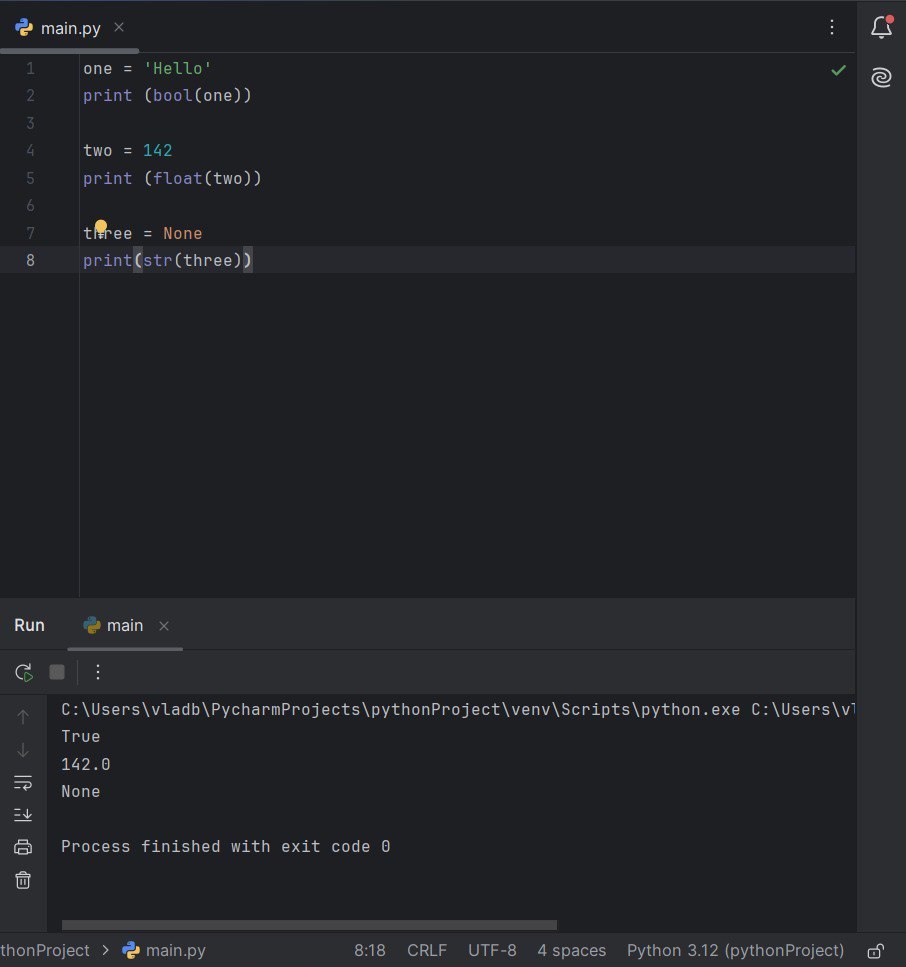 main.py
1 one = 'Hello'
2 print (bool(one))
3
4 two = 142
5 print (float(two))
6
7 three = None
8 print(str(three))
Run main
C:\Users\vladb\PycharmProjects\pythonProject\venv\Scripts\python.exe C:\Users\vl
True
142.0
None
Process finished with exit code 0
thonProject > main.py 8:18 CRLF UTF-8 4 spaces Python 3.12 (pythonProject)